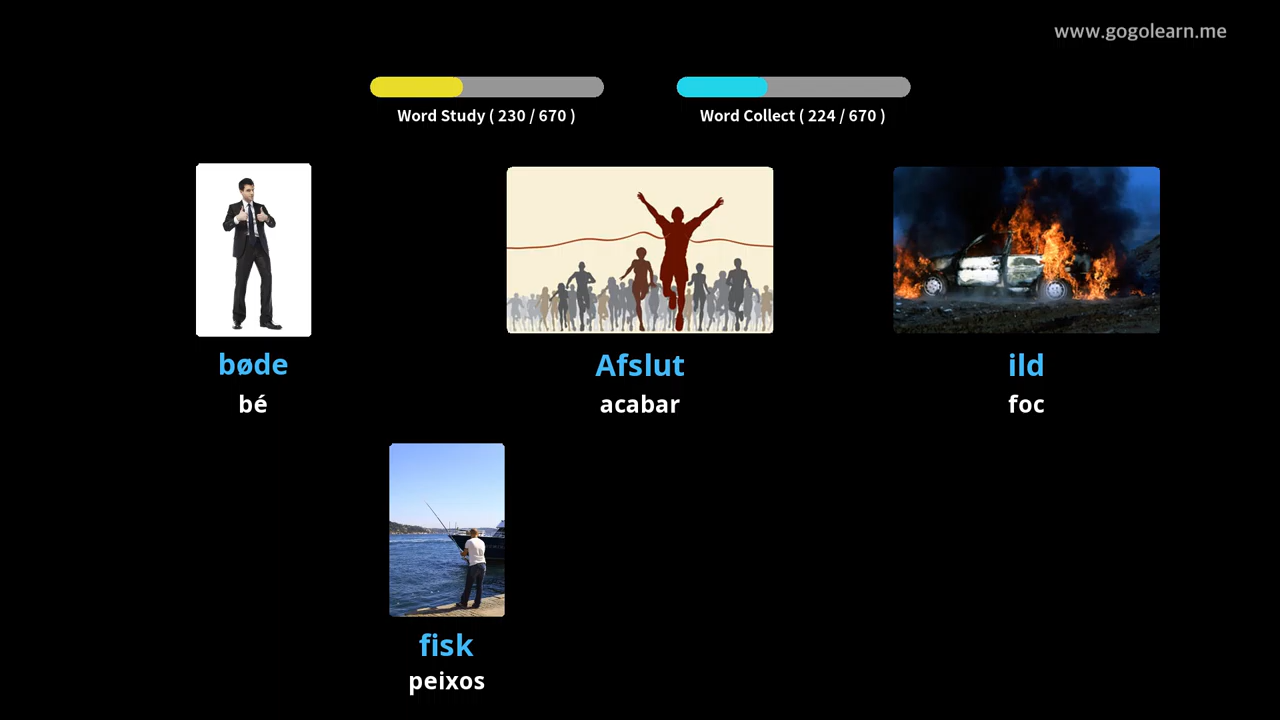 www.gogolearn.me
Word Study ( 230 / 670 )
Word Collect ( 224 / 670 )
bøde
bé
Afslut
acabar
ild
foc
fisk
peixos